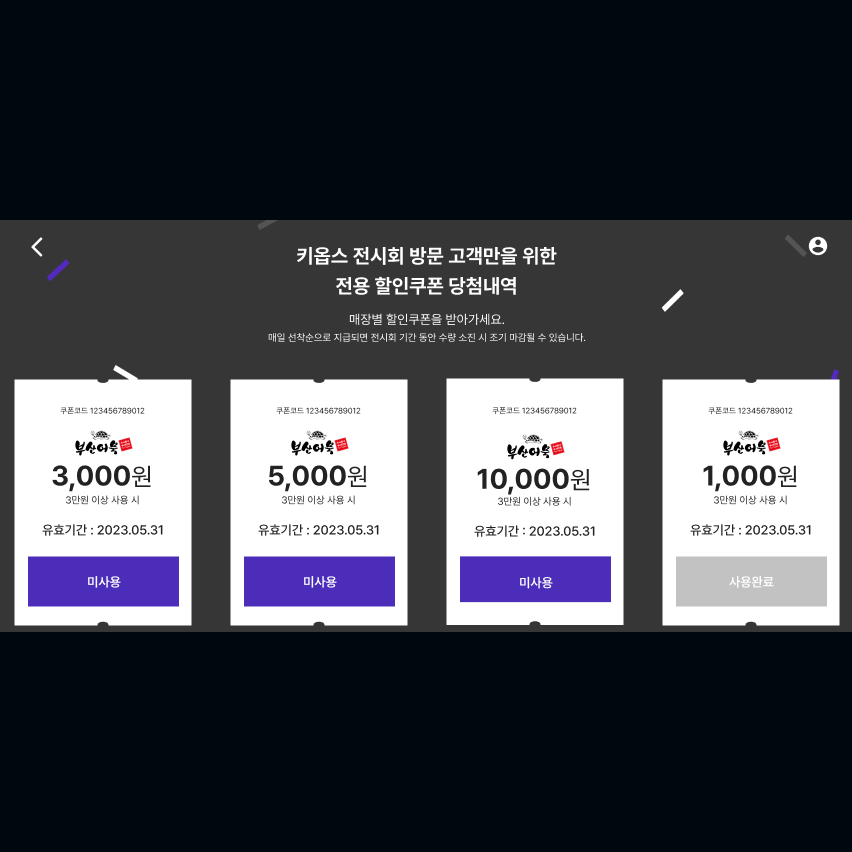 키옵스 전시회 방문 고객만을 위한
전용 할인쿠폰 당첨내역
매장별 할인쿠폰을 받아가세요.
매일 선착순으로 지급되면 전시회 기간 동안 수량 소진 시 조기 마감될 수 있습니다.
쿠폰코드 123456789012
부산어묵
3,000원
3만원 이상 사용 시
유효기간 : 2023.05.31
미사용
쿠폰코드 123456789012
부산어묵
5,000원
3만원 이상 사용 시
유효기간 : 2023.05.31
미사용
쿠폰코드 123456789012
부산어묵
10,000원
3만원 이상 사용 시
유효기간 : 2023.05.31
미사용
쿠폰코드 123456789012
부산어묵
1,000원
3만원 이상 사용 시
유효기간 : 2023.05.31
사용완료